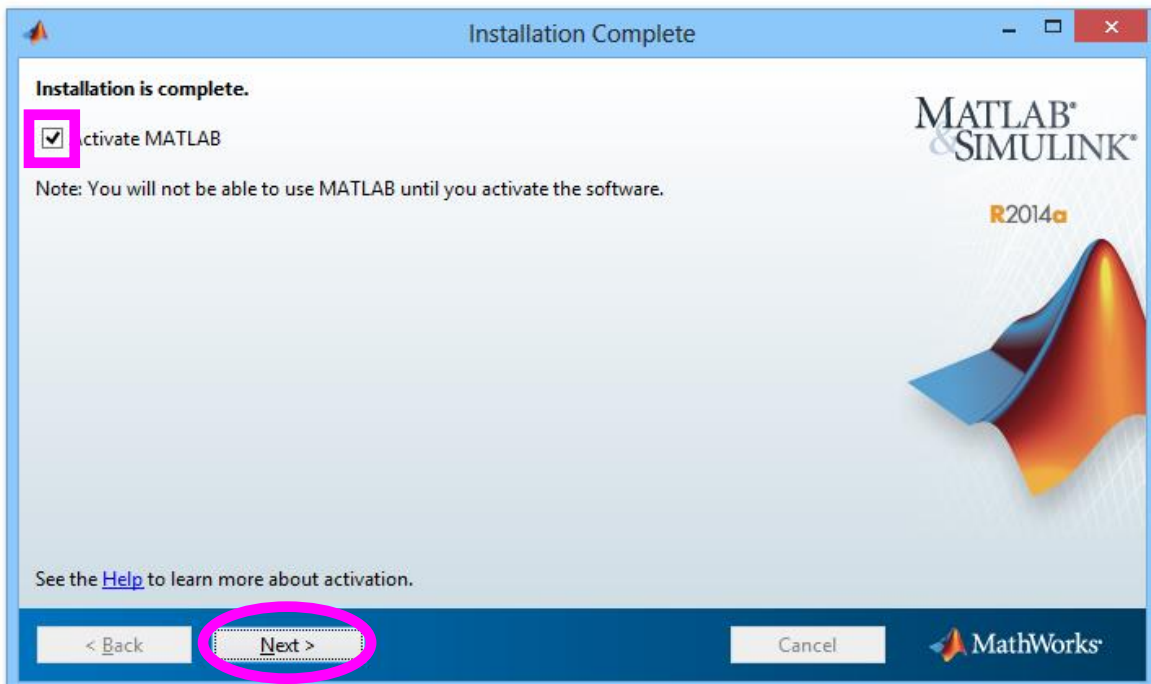 Installation Complete
Installation is complete.
ctivate MATLAB
Note: You will not be able to use MATLAB until you activate the software.
MATLAB®
&SIMULINK®
R2014a
See the Help to learn more about activation.
< Back
Next >
Cancel
MathWorks®